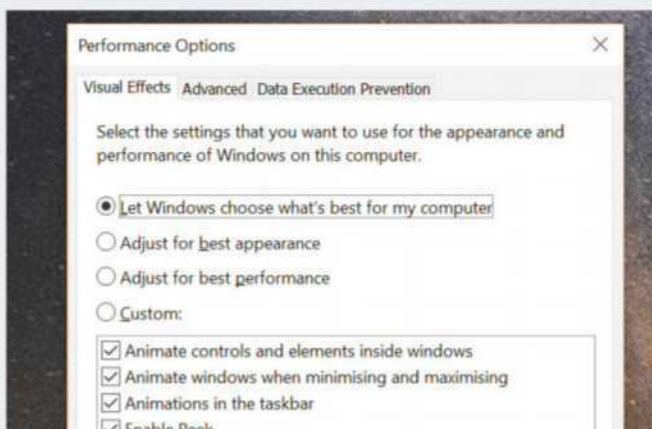 Performance Options
Visual Effects Advanced Data Execution Prevention
Select the settings that you want to use for the appearance and
performance of Windows on this computer.
Let Windows choose what's best for my computer
Adjust for best appearance
Adjust for best performance
Custom:
Animate controls and elements inside windows
Animate windows when minimising and maximising
Animations in the taskbar
Enable Peek